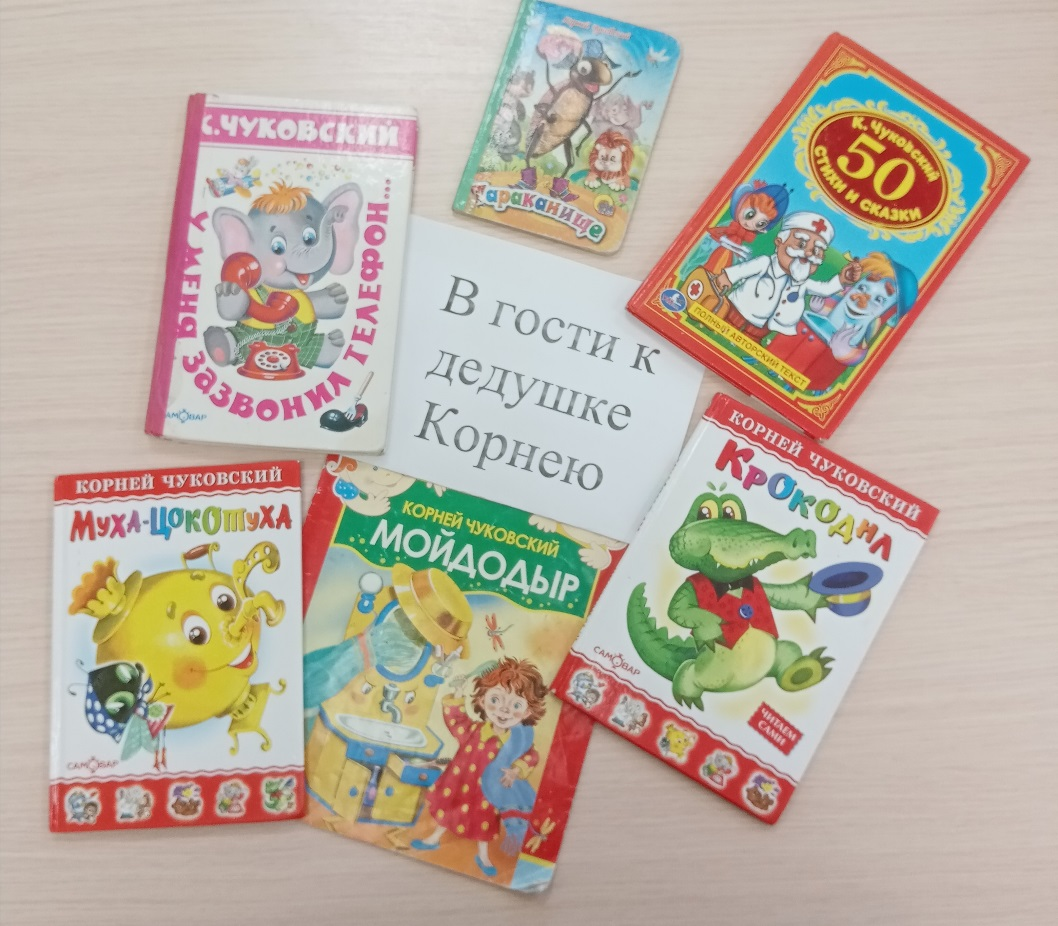 К.ЧУКОВСКИЙ
У МЕНЯ ЗАЗВОНИЛ ТЕЛЕФОН...
САМОВАР
Тараканище
К. ЧУКОВСКИЙ
50
СТИХИ И СКАЗКИ
ПОЛНЫЙ АВТОРСКИЙ ТЕКСТ
В гости к
дедушке
Корнею
КОРНЕЙ ЧУКОВСКИЙ
МУХА-ЦОКОТУХА
САМОВАР
КОРНЕЙ ЧУКОВСКИЙ
МОЙДОДЫР
КОРНЕЙ ЧУКОВСКИЙ
КРОКОДИЛ
САМОВАР
ЧИТАЕМ
САМИ